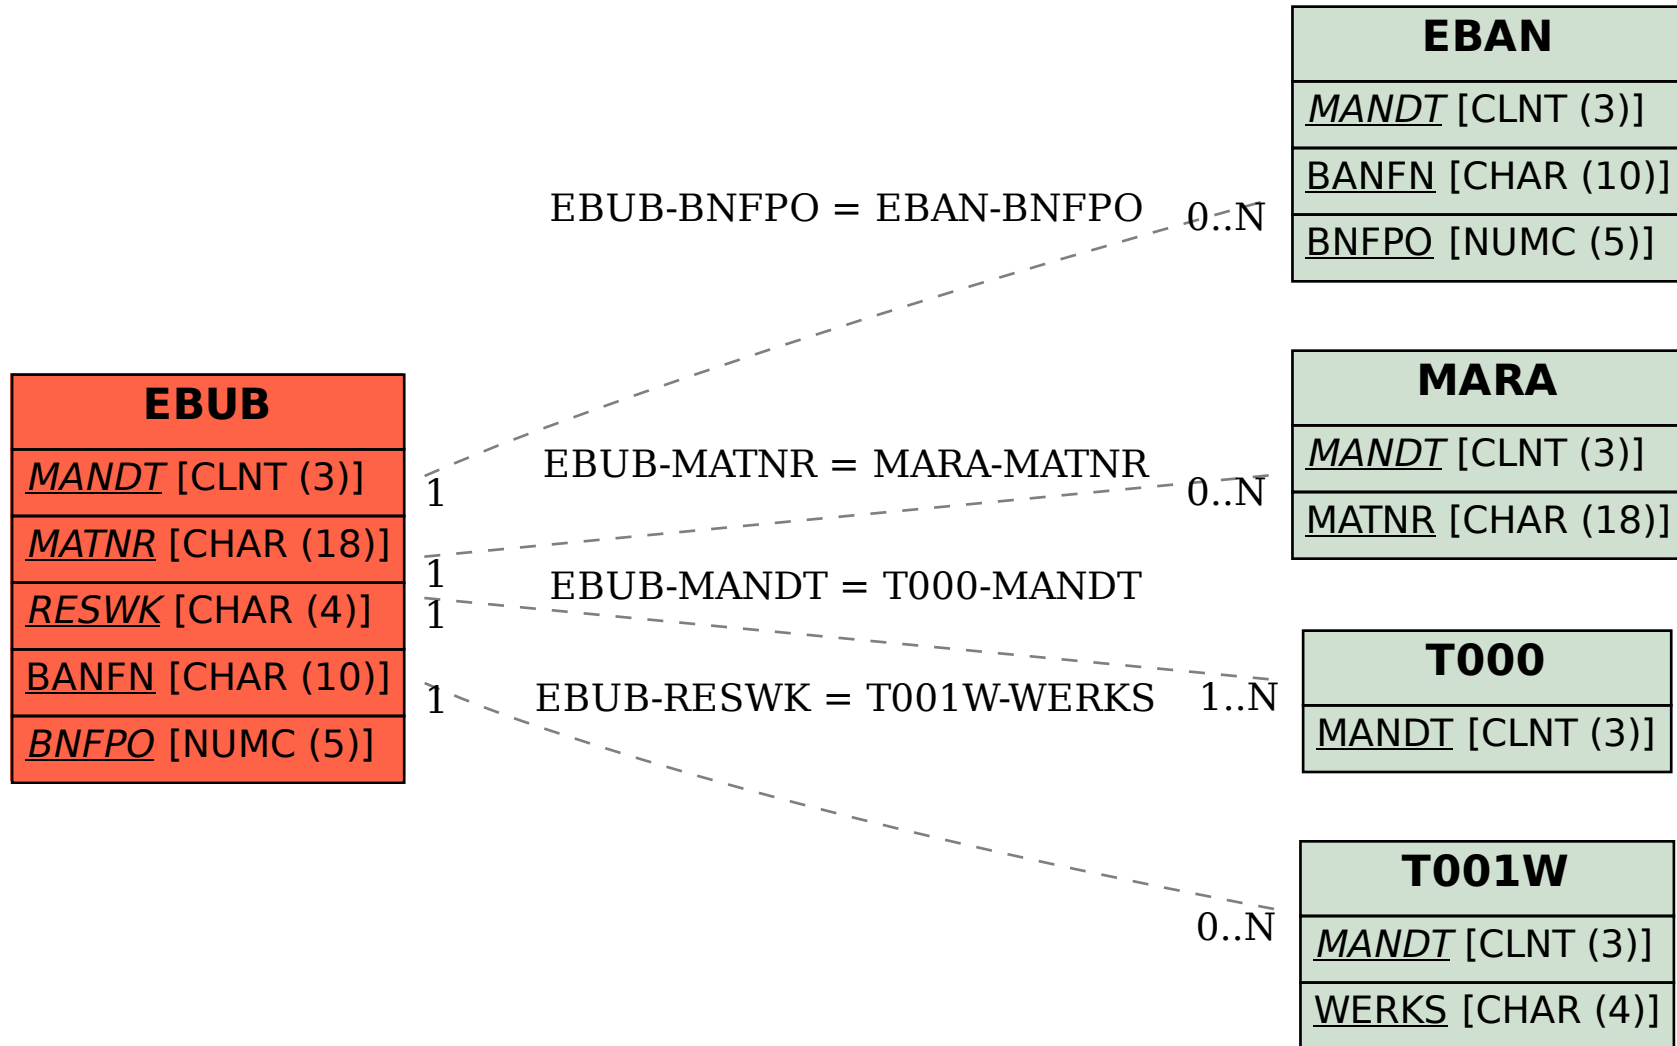 EBUB
MANDT [CLNT (3)]
MATNR [CHAR (18)]
RESWK [CHAR (4)]
BANFN [CHAR (10)]
BNFPO [NUMC (5)]
EBUB-BNFPO = EBAN-BNFPO
0..N
1
EBUB-MATNR = MARA-MATNR
0..N
1
EBUB-MANDT = T000-MANDT
1
1..N
EBUB-RESWK = T001W-WERKS
1
0..N
EBAN
MANDT [CLNT (3)]
BANFN [CHAR (10)]
BNFPO [NUMC (5)]
MARA
MANDT [CLNT (3)]
MATNR [CHAR (18)]
T000
MANDT [CLNT (3)]
T001W
MANDT [CLNT (3)]
WERKS [CHAR (4)]